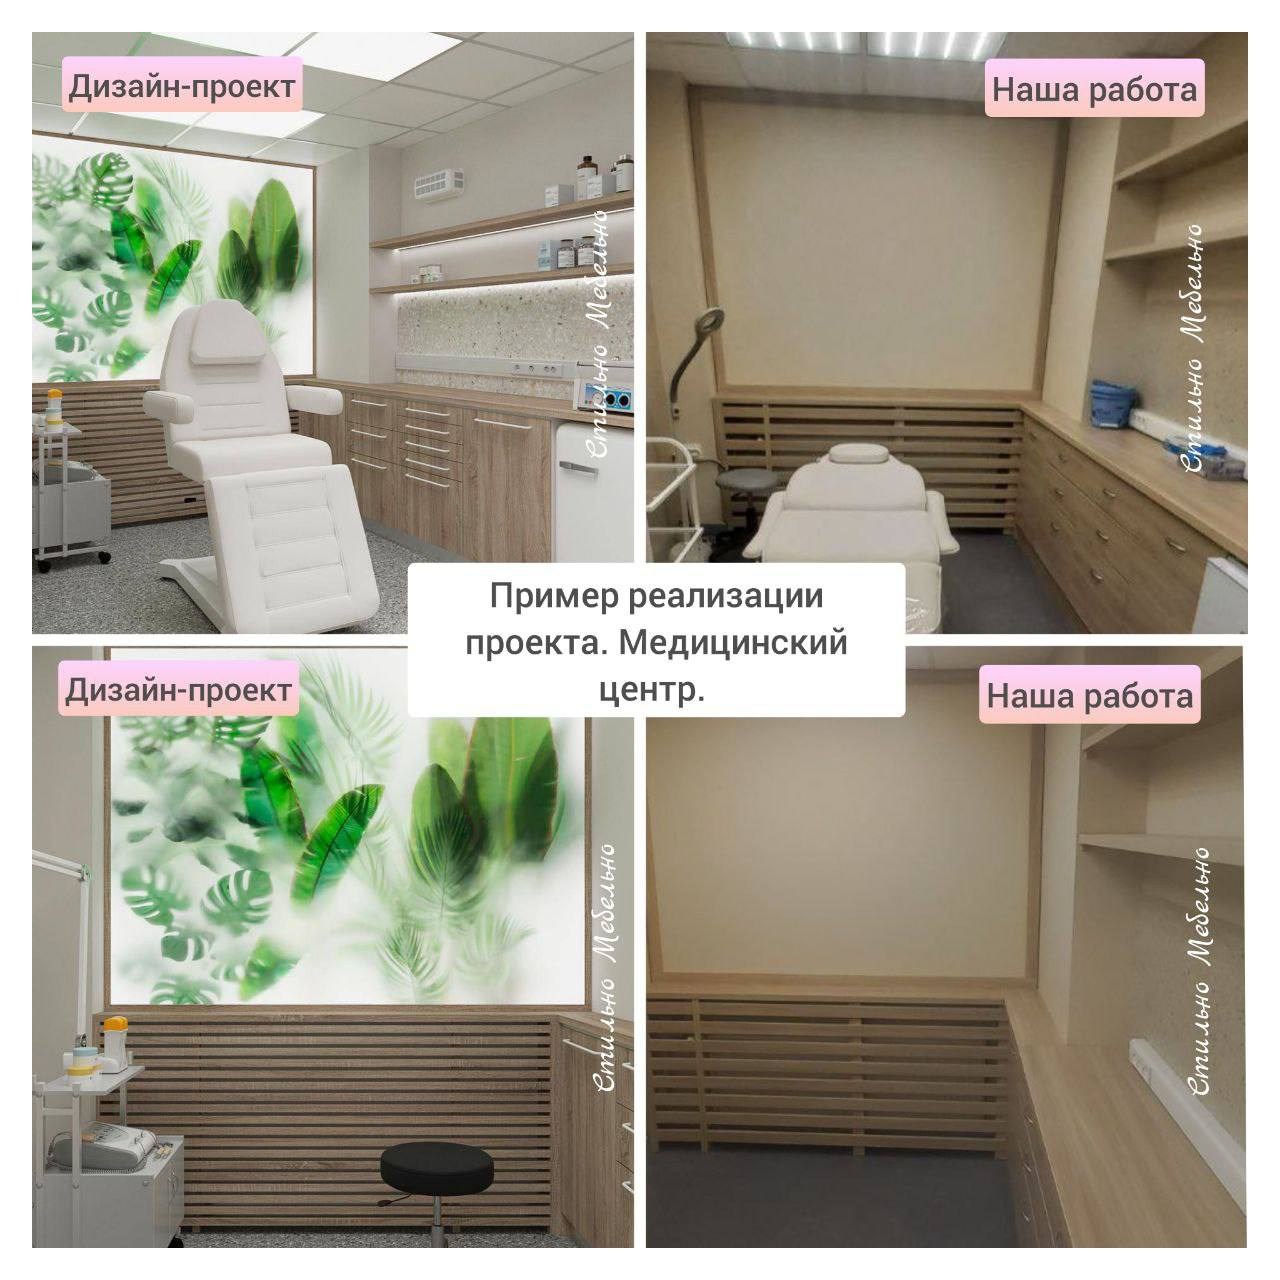 Дизайн-проект
Наша работа
Стильно Мебельно
Стильно Мебельно
Пример реализации
проекта. Медицинский
центр.
Дизайн-проект
Наша работа
Стильно Мебельно
Стильно Мебельно